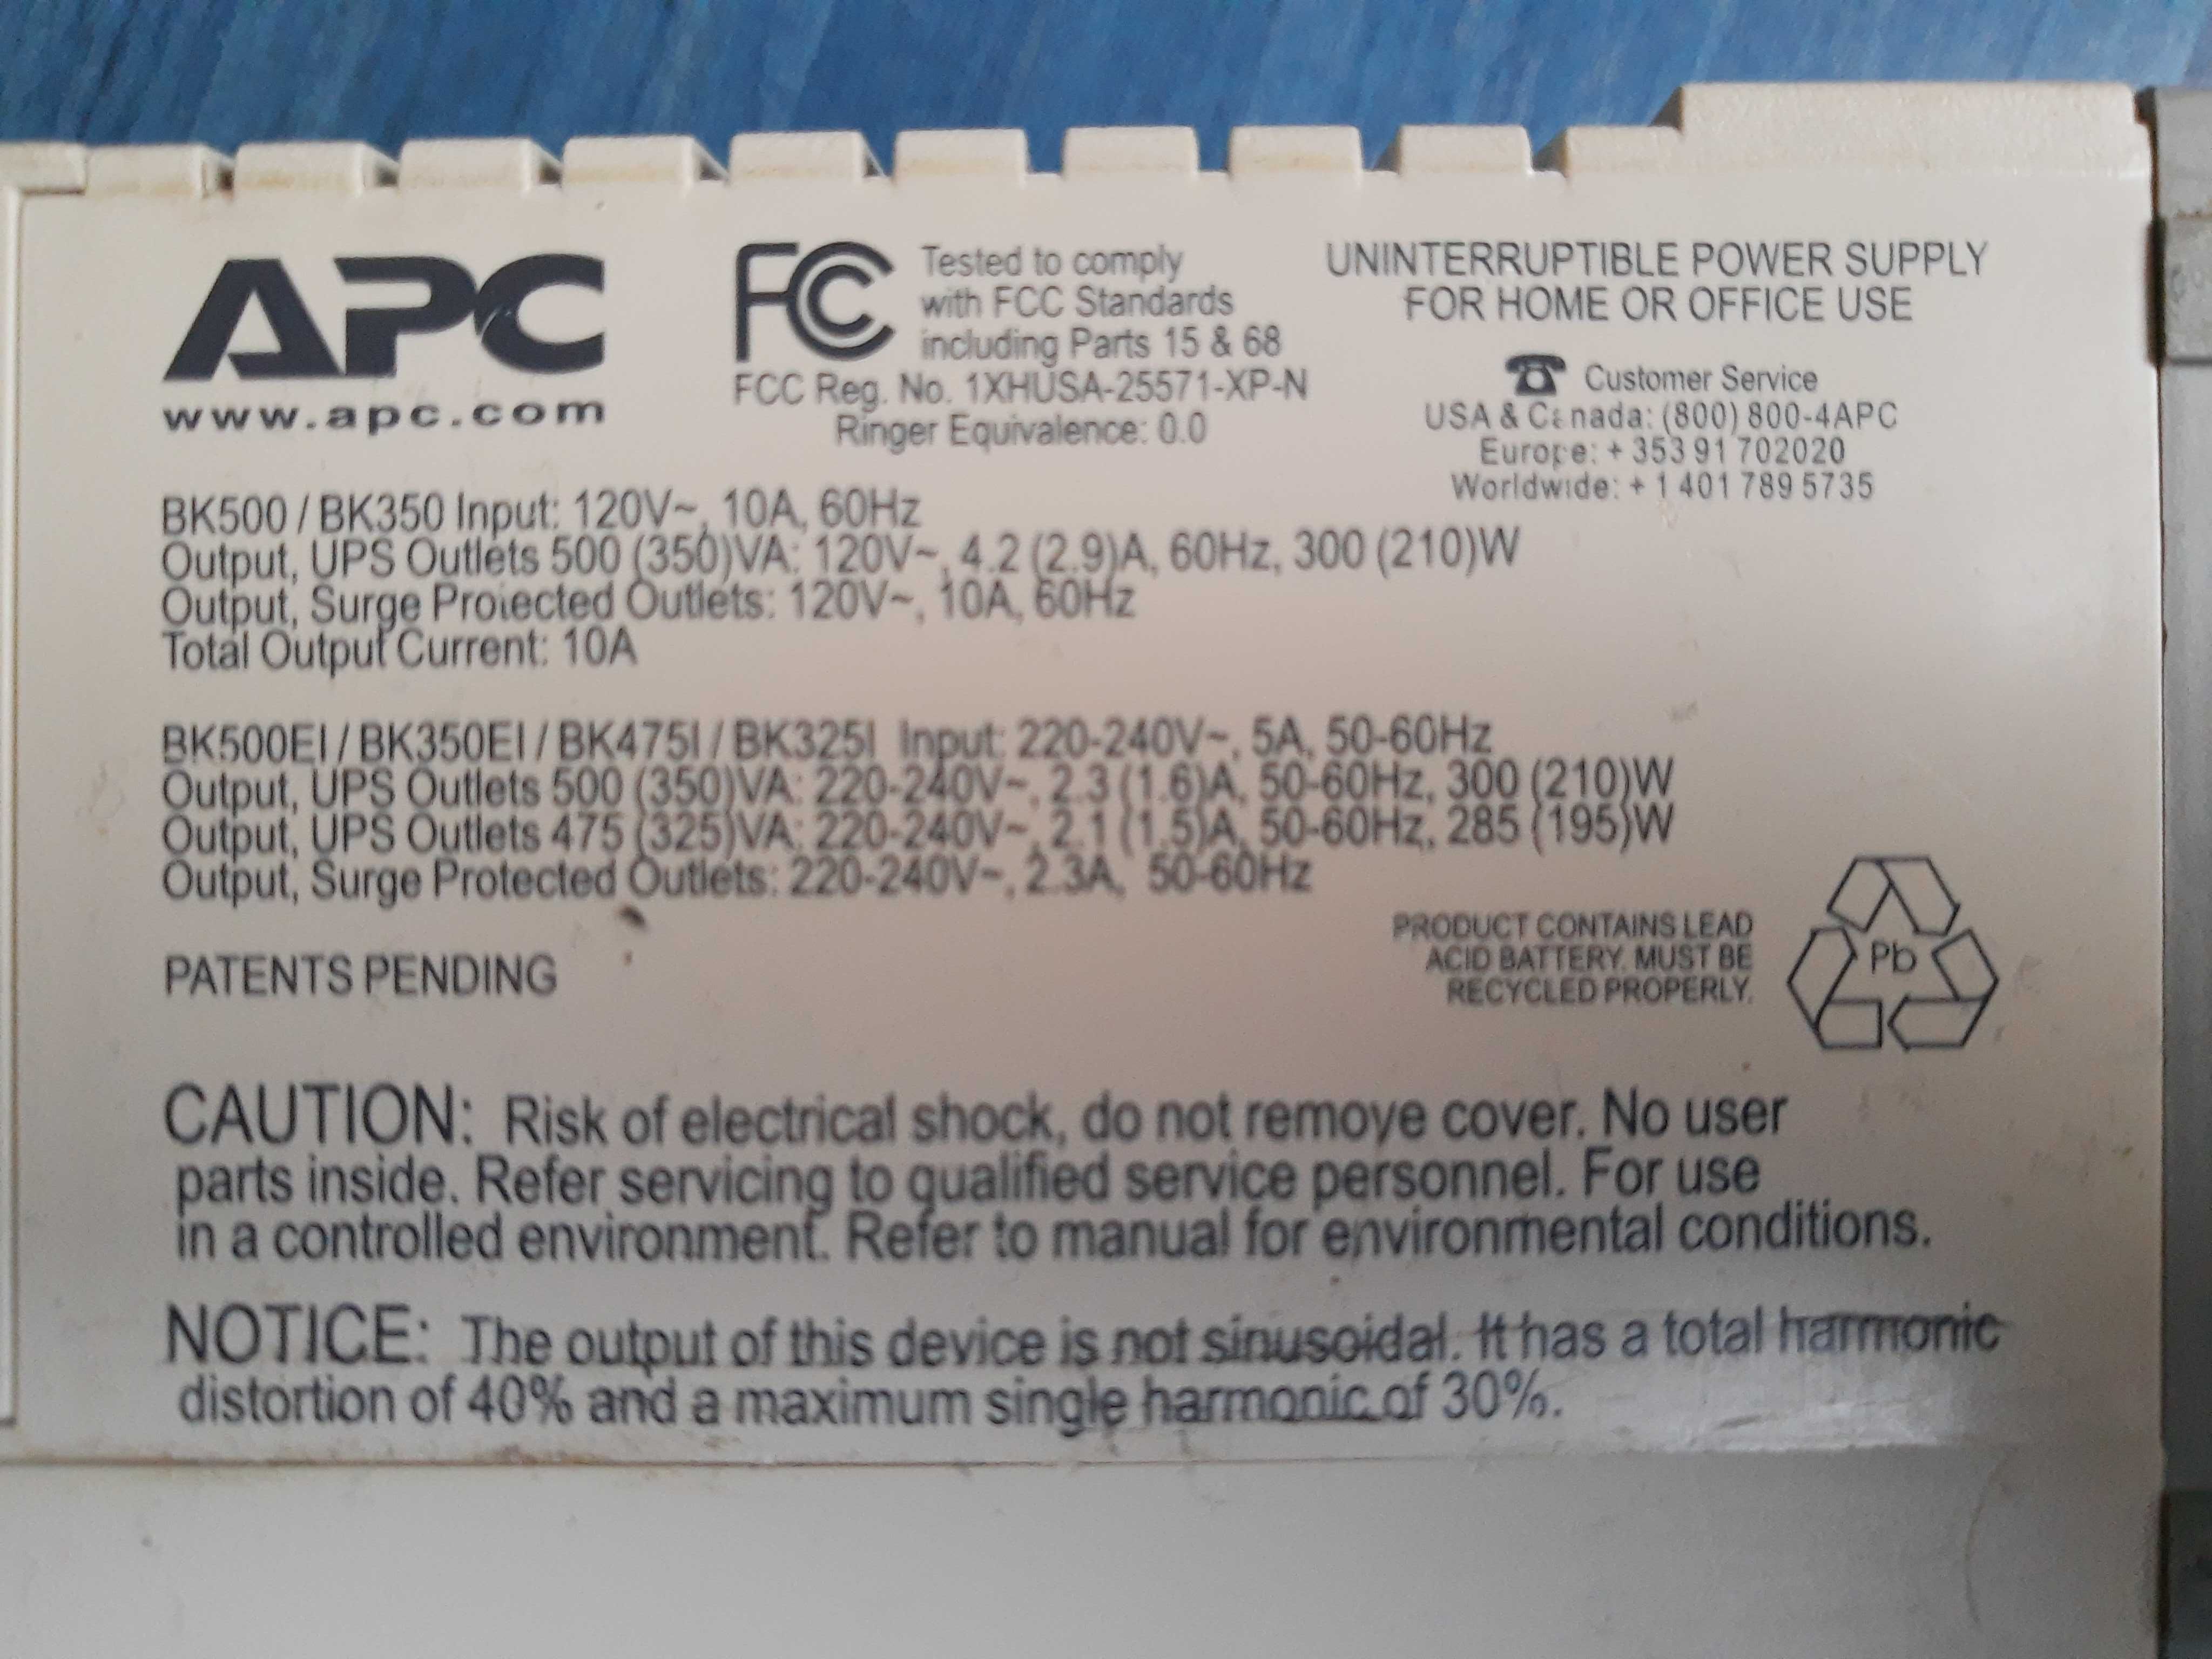 APC
www.apc.com
FC
Tested to comply
with FCC Standards
including Parts 15 & 68
FCC Reg. No. 1XHUSA-25571-XP-N
Ringer Equivalence: 0.0
UNINTERRUPTIBLE POWER SUPPLY
FOR HOME OR OFFICE USE
Customer Service
USA & Canada: (800) 800-4APC
Europe: + 353 91 702020
Worldwide: + 1 401 789 5735
BK500 / BK350 Input: 120V~, 10A, 60Hz
Output, UPS Outlets 500 (350)VA: 120V~, 4.2 (2.9)A, 60Hz, 300 (210)W
Output, Surge Protected Outlets: 120V~, 10A, 60Hz
Total Output Current: 10A
BK500EI / BK350EI / BK475I / BK325I Input: 220-240V~, 5A, 50-60Hz
Output, UPS Outlets 500 (350)VA: 220-240V~, 2.3 (1.6)A, 50-60Hz, 300 (210)W
Output, UPS Outlets 475 (325)VA: 220-240V~, 2.1 (1.5)A, 50-60Hz, 285 (195)W
Output, Surge Protected Outlets: 220-240V~, 2.3A, 50-60Hz
PATENTS PENDING
PRODUCT CONTAINS LEAD
ACID BATTERY. MUST BE
RECYCLED PROPERLY.
Pb
CAUTION: Risk of electrical shock, do not remove cover. No user
parts inside. Refer servicing to qualified service personnel. For use
in a controlled environment. Refer to manual for environmental conditions.
NOTICE: The output of this device is not sinusoidal. It has a total harmonic
distortion of 40% and a maximum single harmonic of 30%.